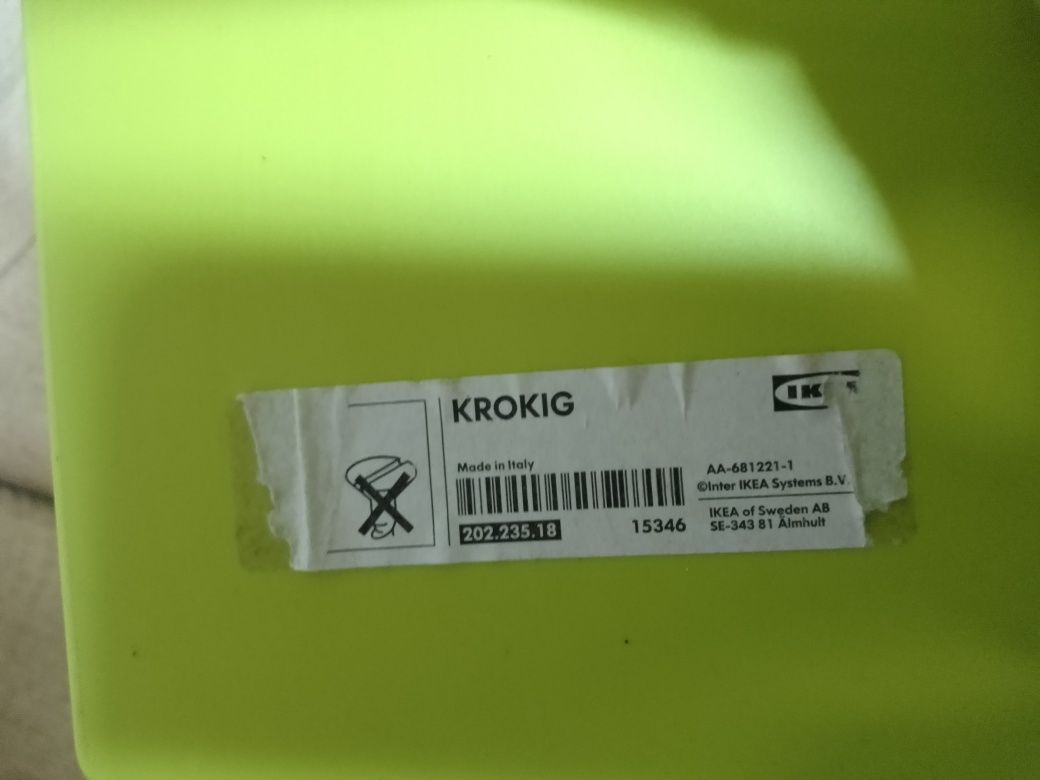 KROKIG
IK
Made in Italy
202.235.18
15346
AA-681221-1
©Inter IKEA Systems B.V.
IKEA of Sweden AB
SE-343 81 Älmhult